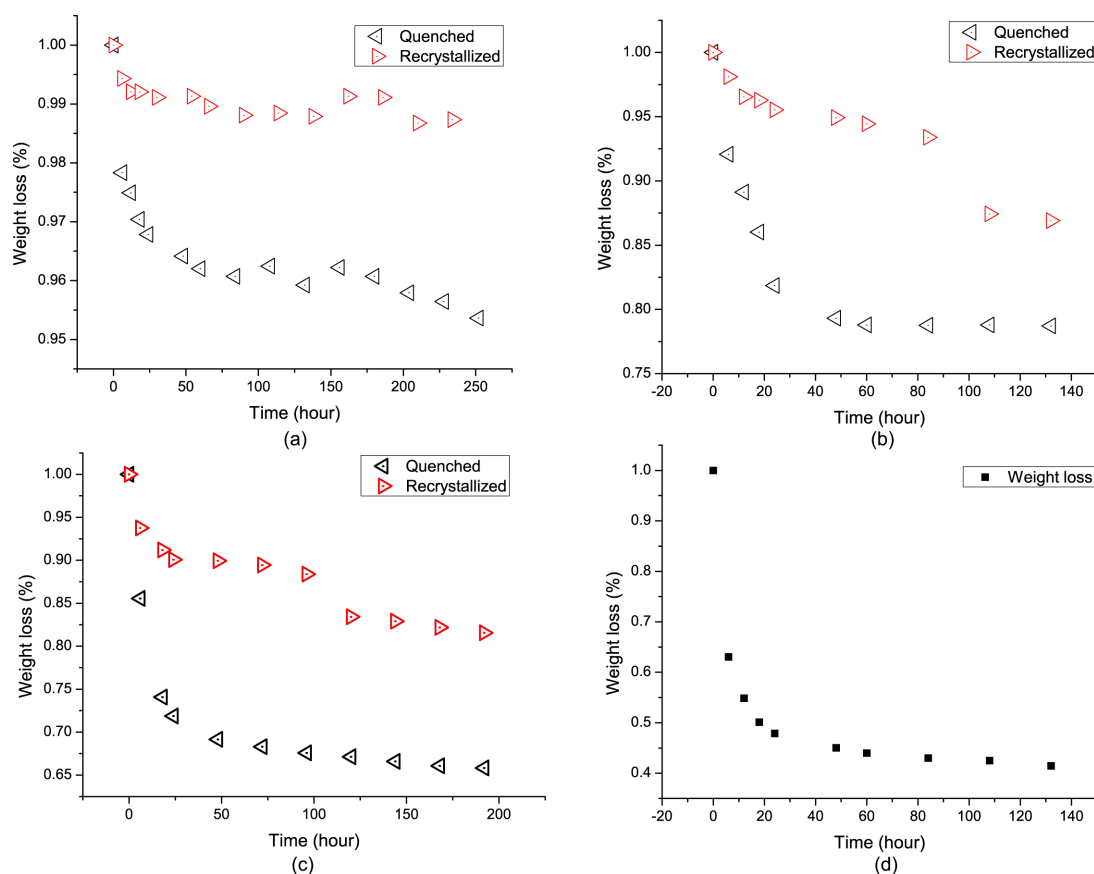 Quenched
Recrystallized
1.00
0.99
0.98
0.97
0.96
0.95
Weight loss (%)
0 50 100 150 200 250
Time (hour)
(a)
Quenched
Recrystallized
1.00
0.95
0.90
0.85
0.80
0.75
Weight loss (%)
-20 0 20 40 60 80 100 120 140
Time (hour)
(b)
Quenched
Recrystallized
1.00
0.95
0.90
0.85
0.80
0.75
0.70
0.65
Weight loss (%)
0 50 100 150 200
Time (hour)
(c)
Weight loss
1.0
0.9
0.8
0.7
0.6
0.5
0.4
Weight loss (%)
-20 0 20 40 60 80 100 120 140
Time (hour)
(d)